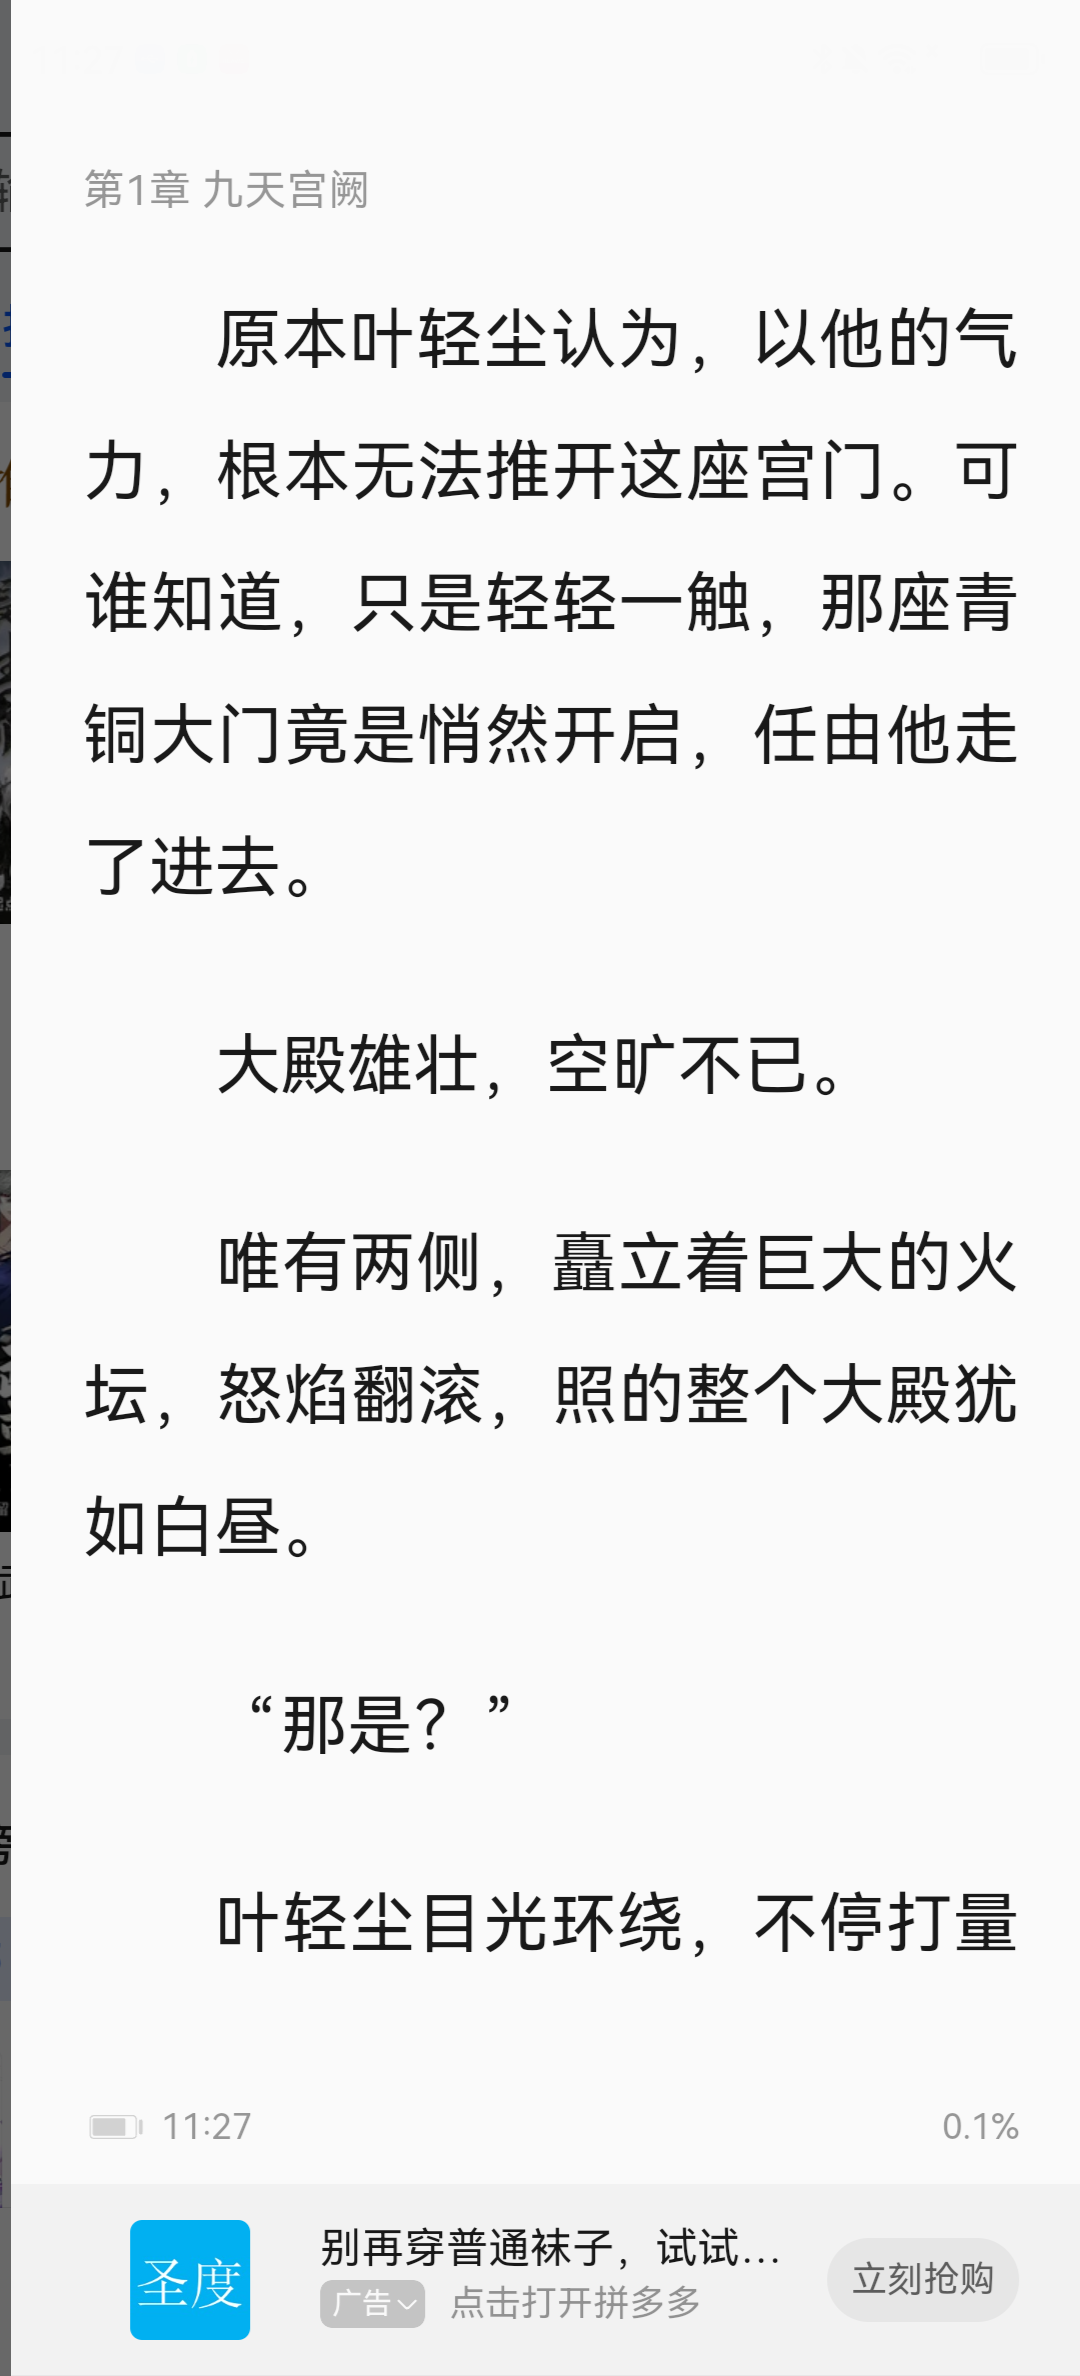 第1章 九天宫阙
原本叶轻尘认为，以他的气
力，根本无法推开这座宫门。可
谁知道，只是轻轻一触，那座青
铜大门竟是悄然开启，任由他走
了进去。
大殿雄壮，空旷不已。
唯有两侧，矗立着巨大的火
坛，怒焰翻滚，照的整个大殿犹
如白昼。
“那是？”
叶轻尘目光环绕，不停打量
11:27
0.1%
圣度
别再穿普通袜子，试试...
广告
点击打开拼多多
立刻抢购